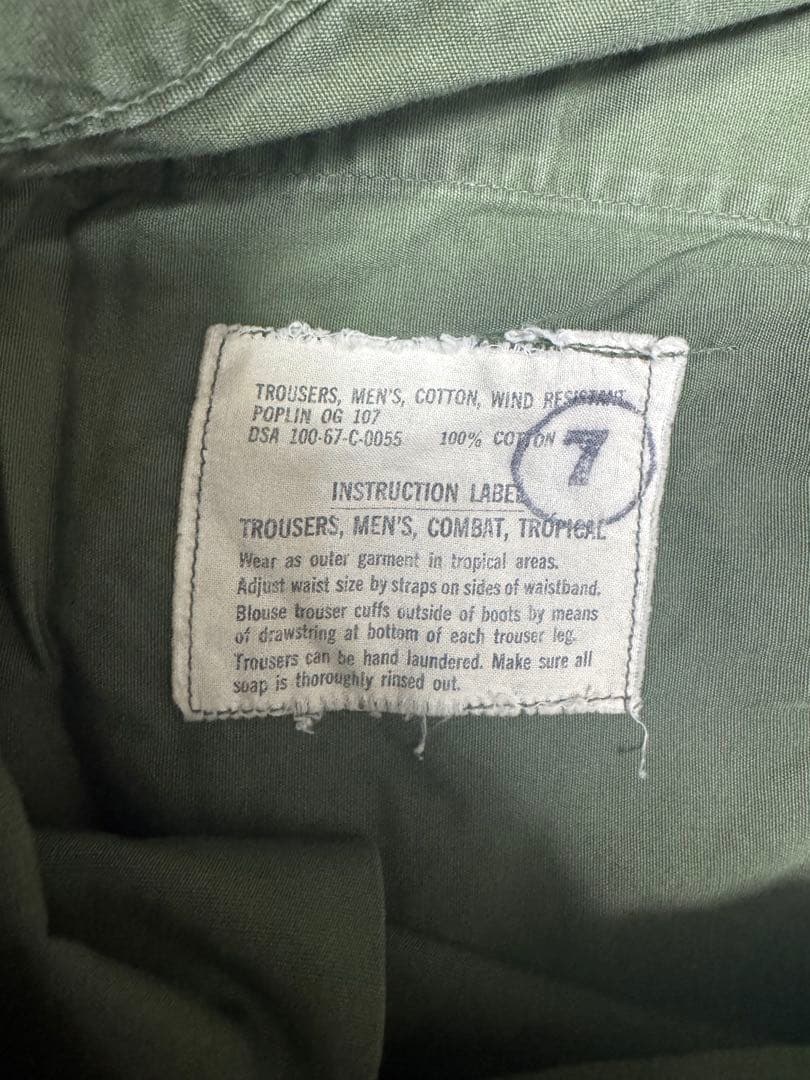 TROUSERS, MEN'S, COTTON, WIND RESISTANT
POPLIN OG 107
DSA 100-67-C-0055 100% COTTON
7
INSTRUCTION LABEL
TROUSERS, MEN'S, COMBAT, TROPICAL
Wear as outer garment in tropical areas.
Adjust waist size by straps on sides of waistband.
Blouse trouser cuffs outside of boots by means
of drawstring at bottom of each trouser leg.
Trousers can be hand laundered. Make sure all
soap is thoroughly rinsed out.